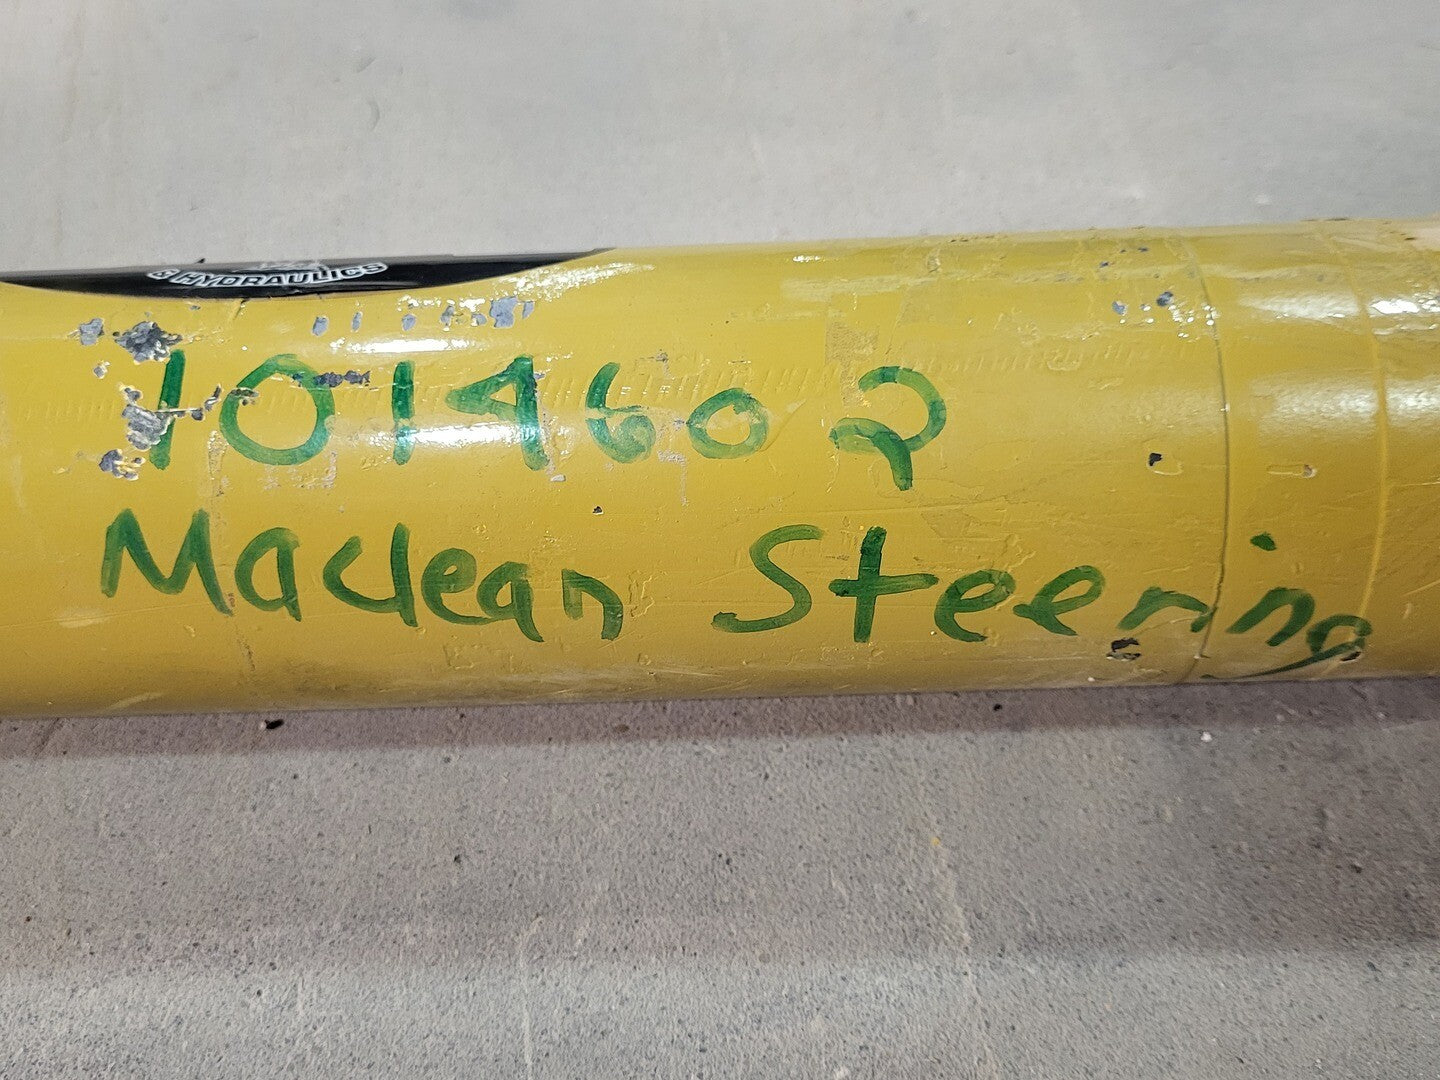 & HYDRAULICS
1014602
Maclean Steering